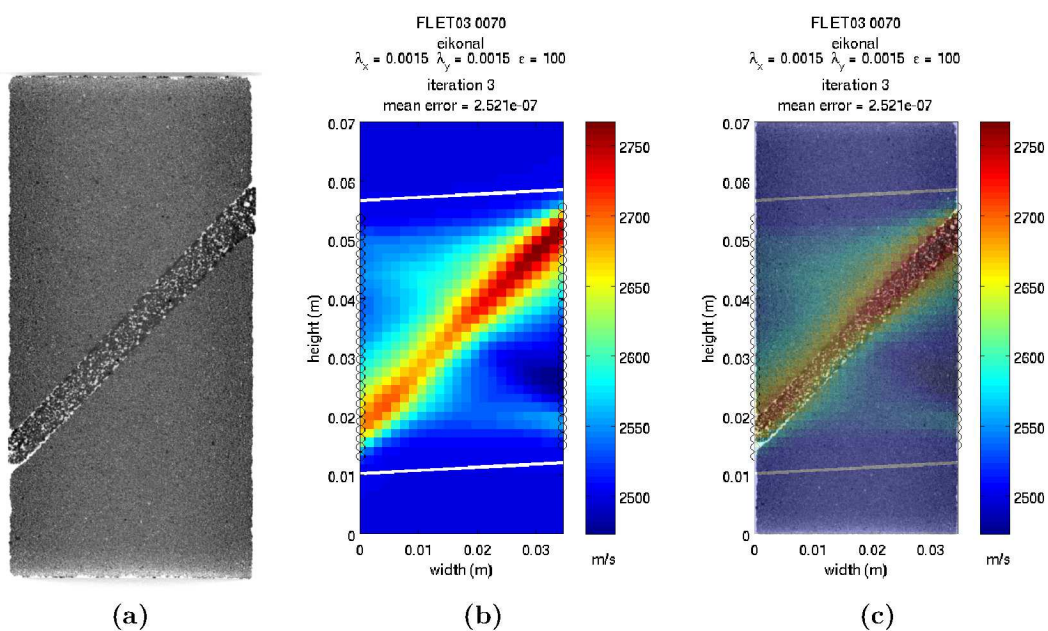 FLET03 0070
eikonal
λx = 0.0015 λy = 0.0015 ε = 100
iteration 3
mean error = 2.521e-07
0.07
0.06
0.05
0.04
0.03
0.02
0.01
0
height (m)
0 0.01 0.02 0.03
width (m)
2750
2700
2650
2600
2550
2500
m/s
FLET03 0070
eikonal
λx = 0.0015 λy = 0.0015 ε = 100
iteration 3
mean error = 2.521e-07
0.07
0.06
0.05
0.04
0.03
0.02
0.01
0
height (m)
0 0.01 0.02 0.03
width (m)
2750
2700
2650
2600
2550
2500
m/s
(a)
(b)
(c)